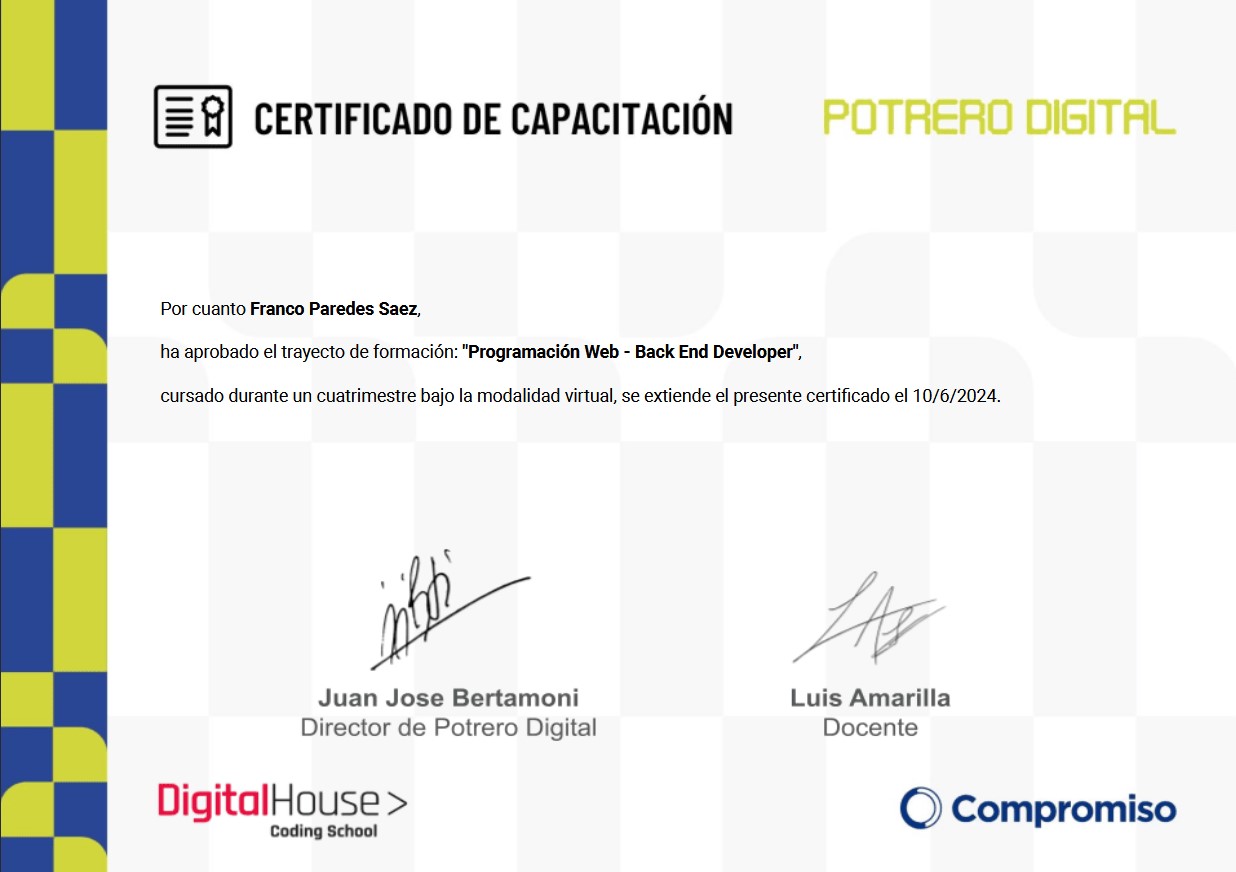 CERTIFICADO DE CAPACITACIÓN
POTRERO DIGITAL
Por cuanto Franco Paredes Saez,
ha aprobado el trayecto de formación: "Programación Web - Back End Developer",
cursado durante un cuatrimestre bajo la modalidad virtual, se extiende el presente certificado el 10/6/2024.
Juan Jose Bertamoni
Director de Potrero Digital
Luis Amarilla
Docente
DigitalHouse>
Coding School
Compromiso